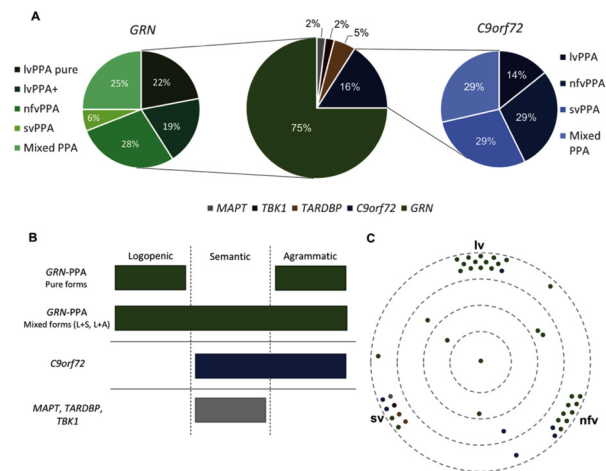 A
GRN
2%
2%
5%
C9orf72
lvPPA pure
lvPPA+
nfvPPA
svPPA
Mixed PPA
25%
22%
6%
19%
28%
16%
75%
29%
14%
29%
29%
lvPPA
nfvPPA
svPPA
Mixed
PPA
MAPT TBK1 TARDBP C9orf72 GRN
B
Logopenic Semantic Agrammatic
GRN-PPA
Pure forms
GRN-PPA
Mixed forms (L+S, L+A)
C9orf72
MAPT, TARDBP,
TBK1
C
lv
sv
nfv